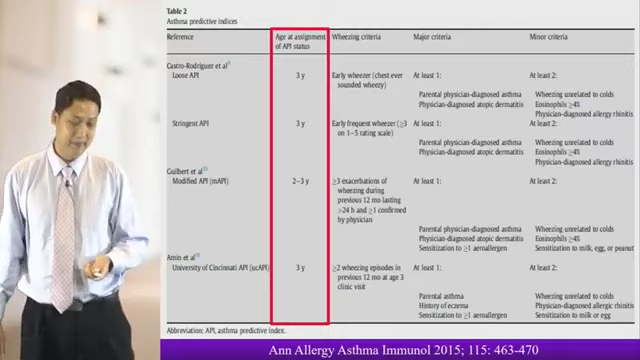 Table 2
Asthma predictive indices
Reference Age at assignment of API status Wheezing criteria Major criteria Minor criteria
Castro-Rodriguez et al
Loose API 3 y Early wheezer (chest ever At least 1: At least 2:
sounded wheezy) Parental physician-diagnosed asthma Wheezing unrelated to colds
Physician-diagnosed atopic dermatitis Eosinophils ≥4%
Physician-diagnosed allergy rhinitis
Stringent API 3 y Early frequent wheezer (≥3 At least 1: At least 2:
on 1–5 rating scale) Parental physician-diagnosed asthma Wheezing unrelated to colds
Physician-diagnosed atopic dermatitis Eosinophils ≥4%
Physician-diagnosed allergy rhinitis
Guilbert et al
Modified API (mAPI) 2–3 y ≥3 exacerbations of At least 1: At least 2:
wheezing during
previous 12 mo lasting
>24 h and ≥1 confirmed
by physician
Parental physician-diagnosed asthma Wheezing unrelated to colds
Physician-diagnosed atopic dermatitis Eosinophils ≥4%
Sensitization to ≥1 aeroallergen Sensitization to milk, egg, or peanut
Amin et al
University of Cincinnati API (ucAPI) 3 y ≥2 wheezing episodes in At least 1: At least 2:
previous 12 mo at age 3
clinic visit
Parental asthma Wheezing unrelated to colds
History of eczema Physician-diagnosed allergic rhinitis
Sensitization to ≥1 aeroallergen Sensitization to milk or egg
Abbreviation: API, asthma predictive index.
Ann Allergy Asthma Immunol 2015; 115: 463-470